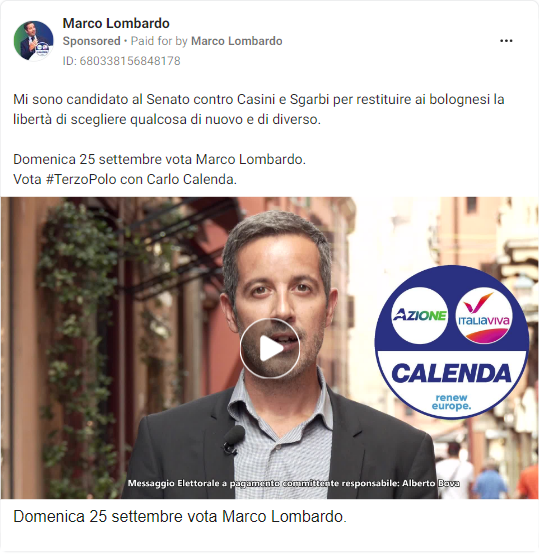 Marco Lombardo
Sponsored • Paid for by Marco Lombardo
ID: 680338156848178
Mi sono candidato al Senato contro Casini e Sgarbi per restituire ai bolognesi la
libertà di scegliere qualcosa di nuovo e di diverso.
Domenica 25 settembre vota Marco Lombardo.
Vota #TerzoPolo con Carlo Calenda.
AZIONE
ITALIAVIVA
CALENDA
renew
europe.
Messaggio Elettorale a pagamento committente responsabile: Alberto Bova
Domenica 25 settembre vota Marco Lombardo.